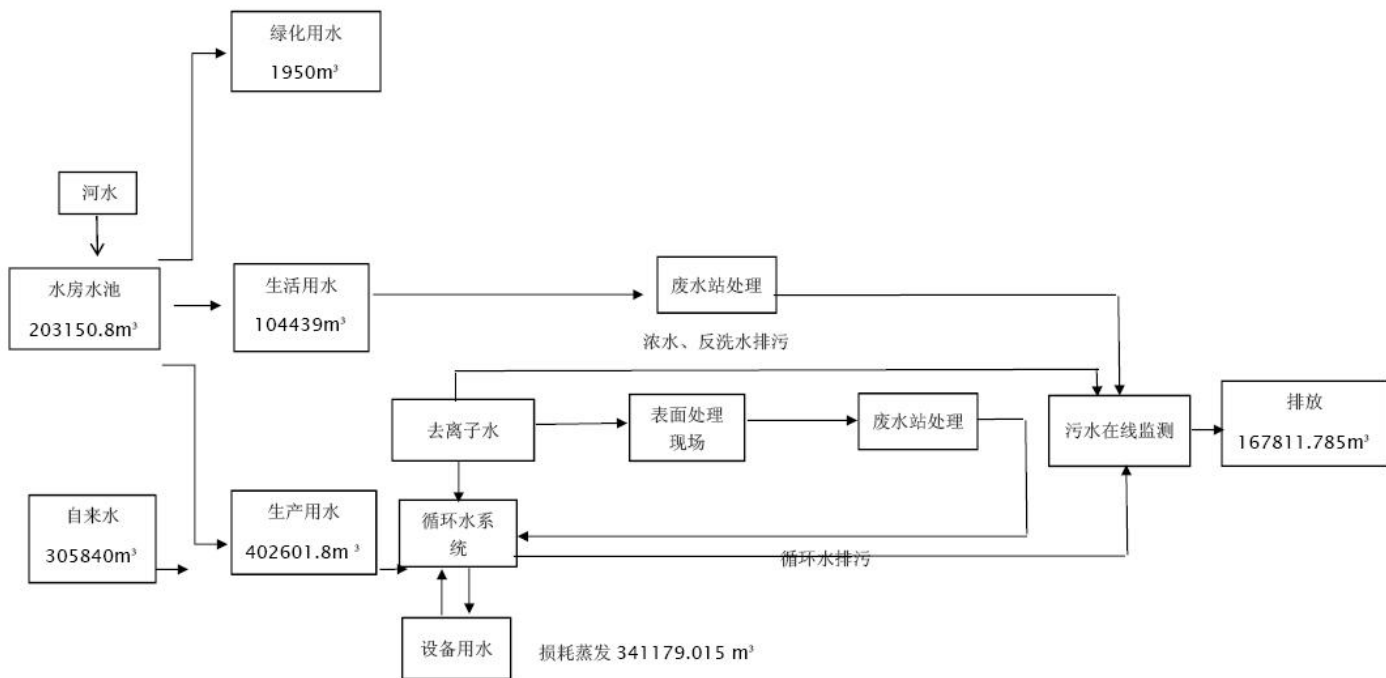 绿化用水
1950m³
河水
水房水池
203150.8m³
生活用水
104439m³
废水站处理
浓水、反洗水排污
去离子水
表面处理
现场
废水站处理
污水在线监测
排放
167811.785m³
自来水
305840m³
生产用水
402601.8m ³
循环水系
统
循环水排污
设备用水
损耗蒸发 341179.015 m³